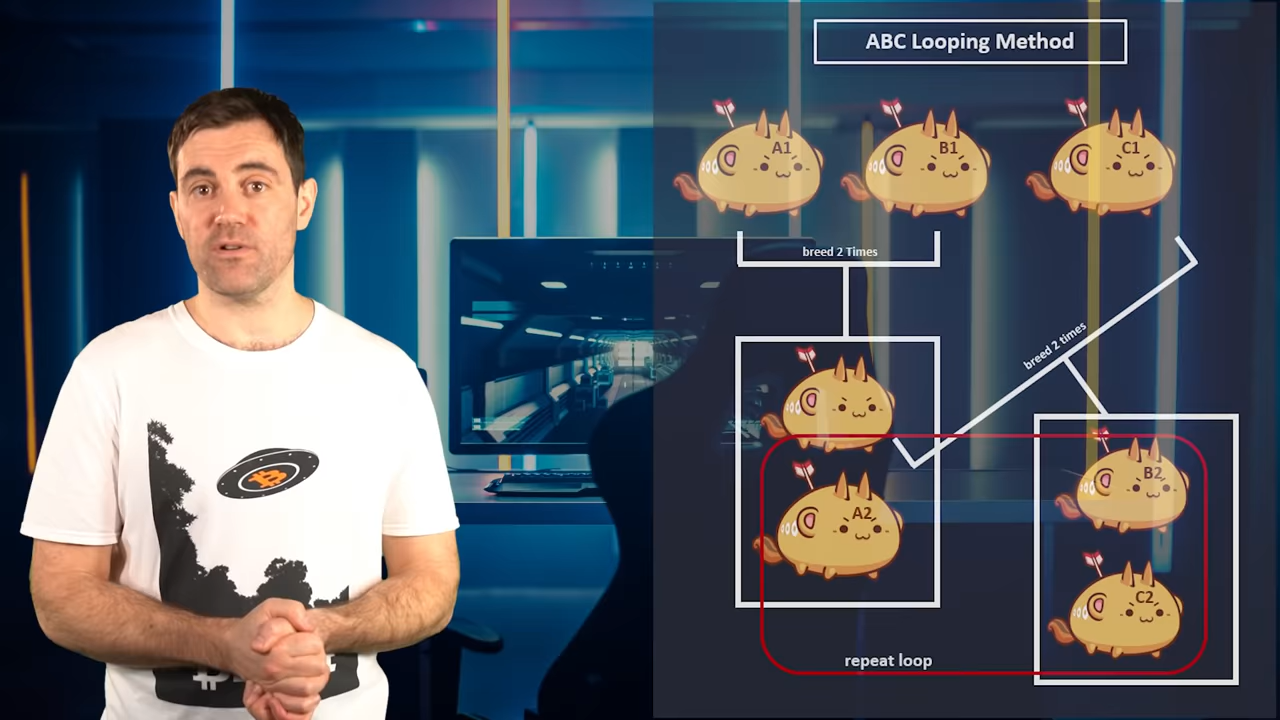 ABC Looping Method
A1
B1
C1
breed 2 Times
breed 2 times
A2
B2
C2
repeat loop